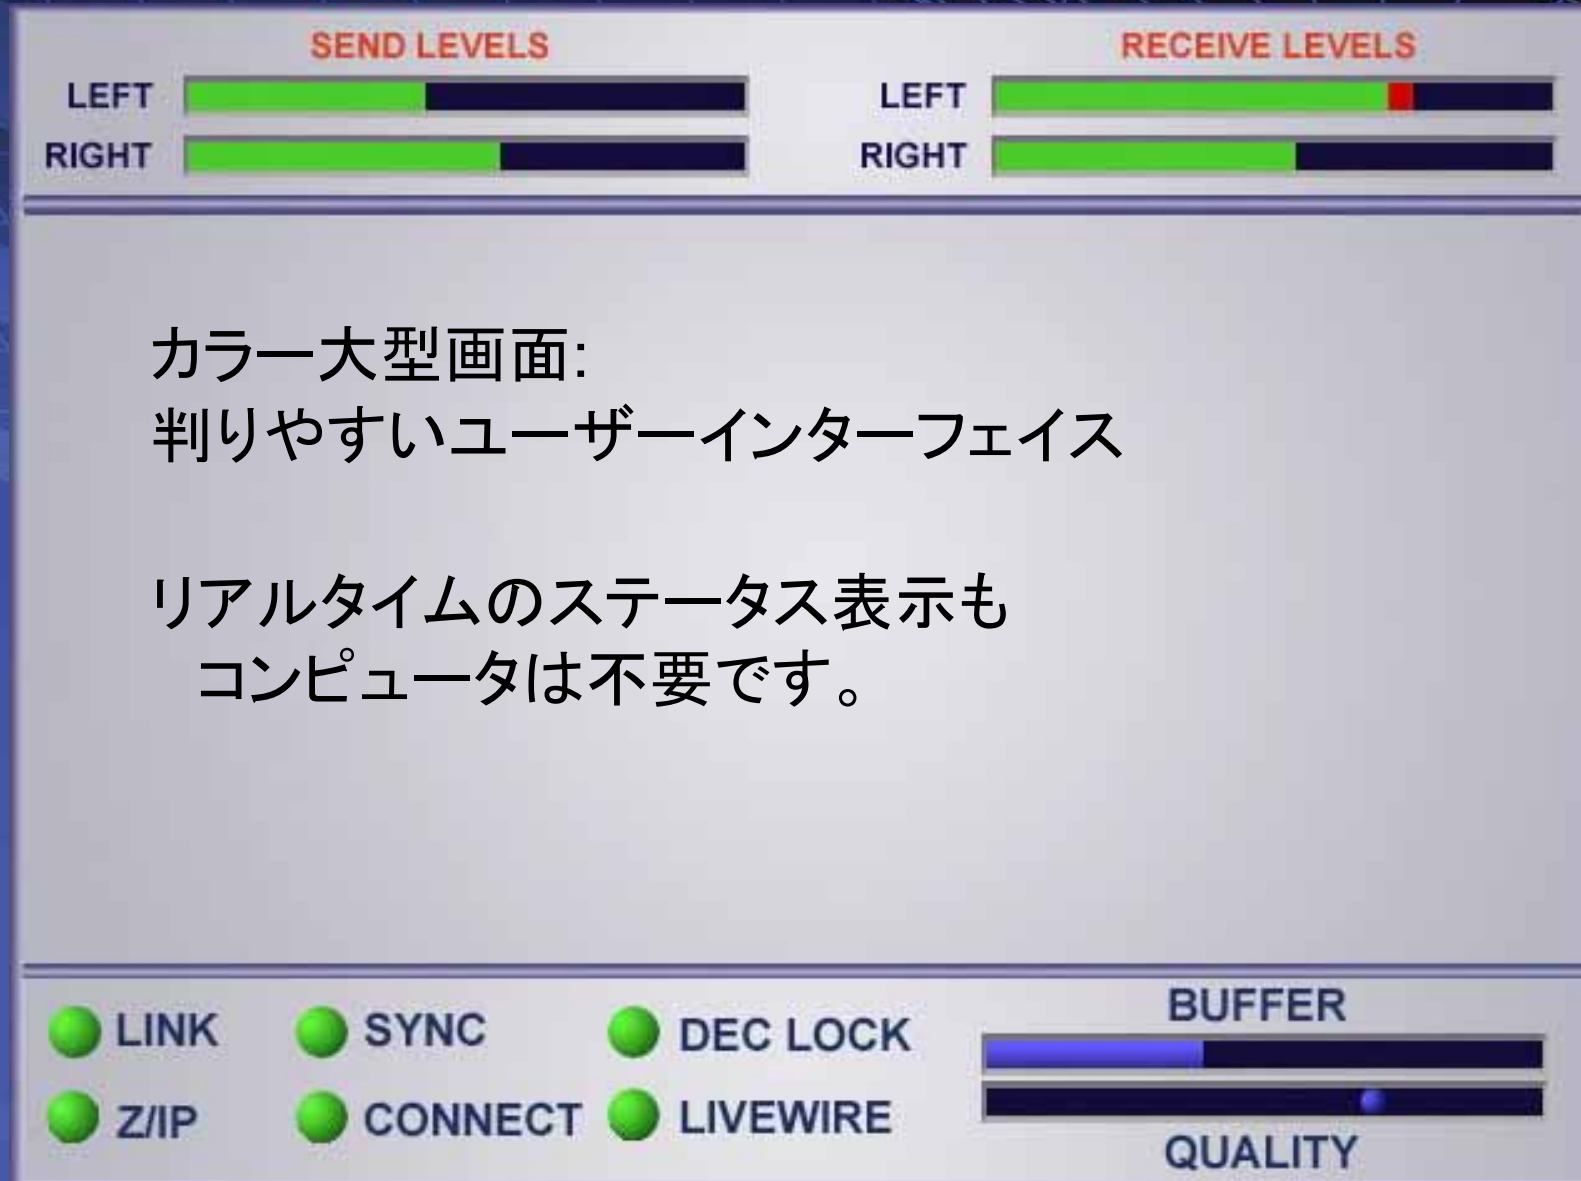 SEND LEVELS
LEFT
RIGHT
RECEIVE LEVELS
LEFT
RIGHT
カラー大型画面:
判りやすいユーザーインターフェイス
リアルタイムのステータス表示も
コンピュータは不要です。
LINK
SYNC
DEC LOCK
Z/IP
CONNECT
LIVEWIRE
BUFFER
QUALITY